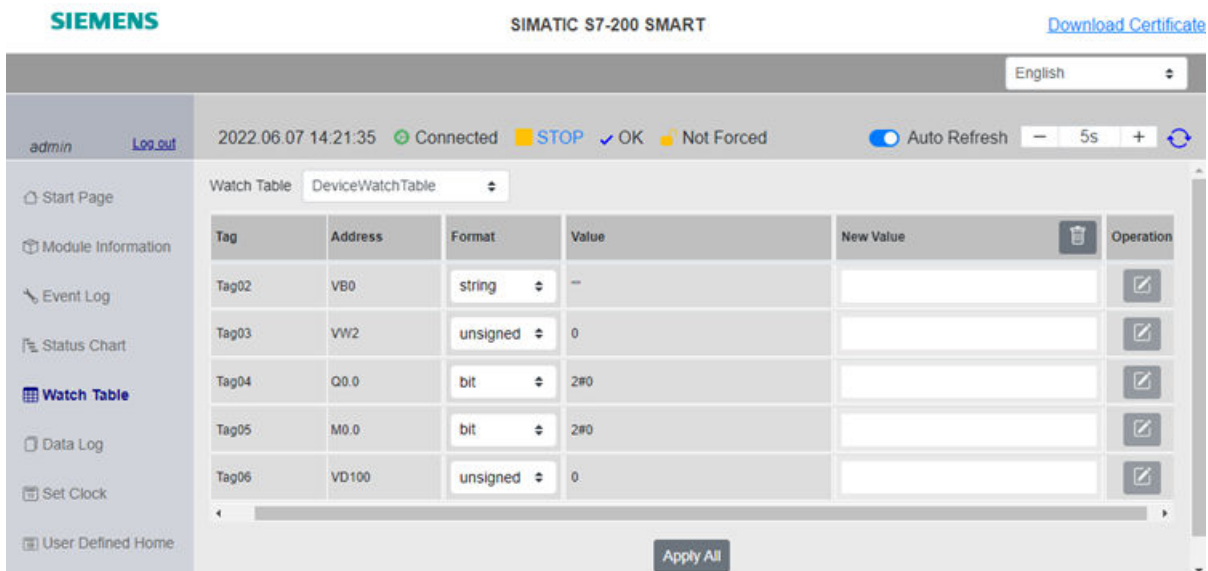 SIEMENS SIMATIC S7-200 SMART Download Certificate
English
admin Log out 2022.06.07 14:21:35 Connected STOP OK Not Forced Auto Refresh − 5s +
Start Page
Module Information
Event Log
Status Chart
Watch Table
Data Log
Set Clock
User Defined Home
Watch Table DeviceWatchTable
Tag Address Format Value New Value Operation
Tag02 VB0 string ""
Tag03 VW2 unsigned 0
Tag04 Q0.0 bit 2#0
Tag05 M0.0 bit 2#0
Tag06 VD100 unsigned 0
Apply All